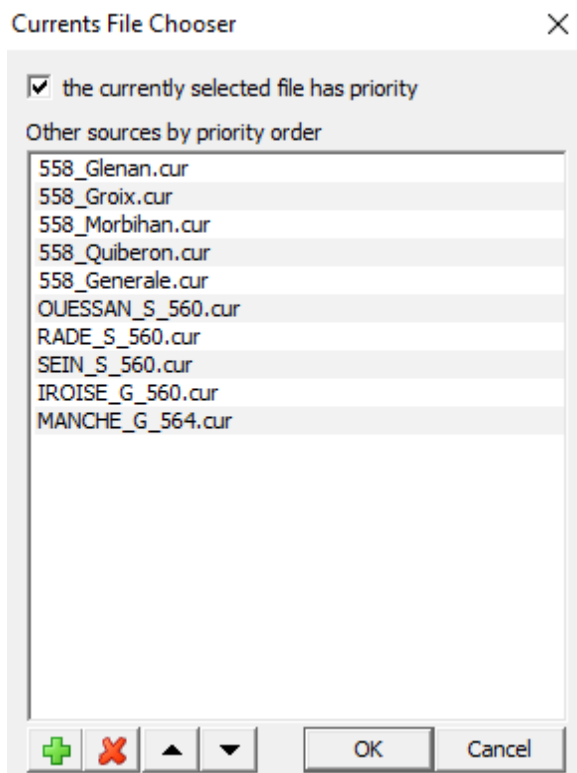 Currents File Chooser
the currently selected file has priority
Other sources by priority order
558_Glenan.cur
558_Groix.cur
558_Morbihan.cur
558_Quiberon.cur
558_Generale.cur
OUESSAN_S_560.cur
RADE_S_560.cur
SEIN_S_560.cur
IROISE_G_560.cur
MANCHE_G_564.cur
OK Cancel